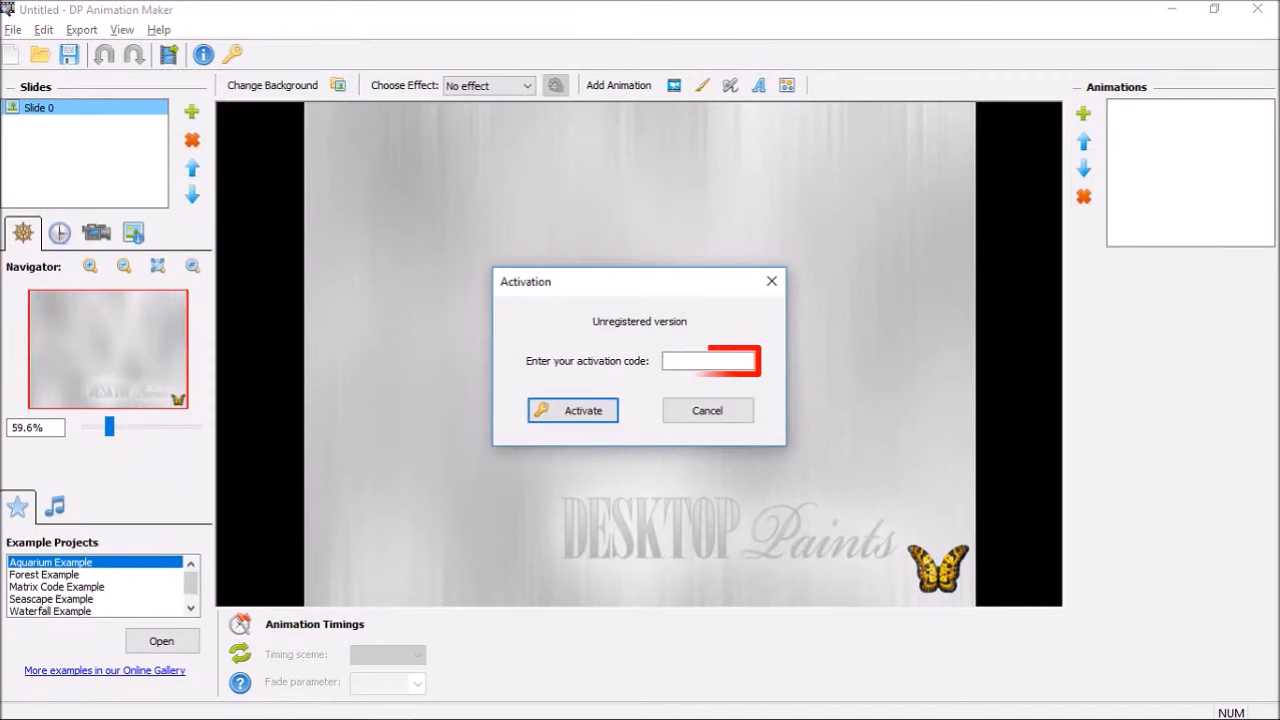 Untitled - DP Animation Maker
File Edit Export View Help
Slides
Change Background Choose Effect: No effect Add Animation
Animations
Slide 0
Navigator:
Activation
Unregistered version
Enter your activation code:
Activate Cancel
59.6%
DESKTOP Paints
Example Projects
Aquarium Example
Forest Example
Matrix Code Example
Seascape Example
Waterfall Example
Open
More examples in our Online Gallery
Animation Timings
Timing sceme:
Fade parameter:
NUM